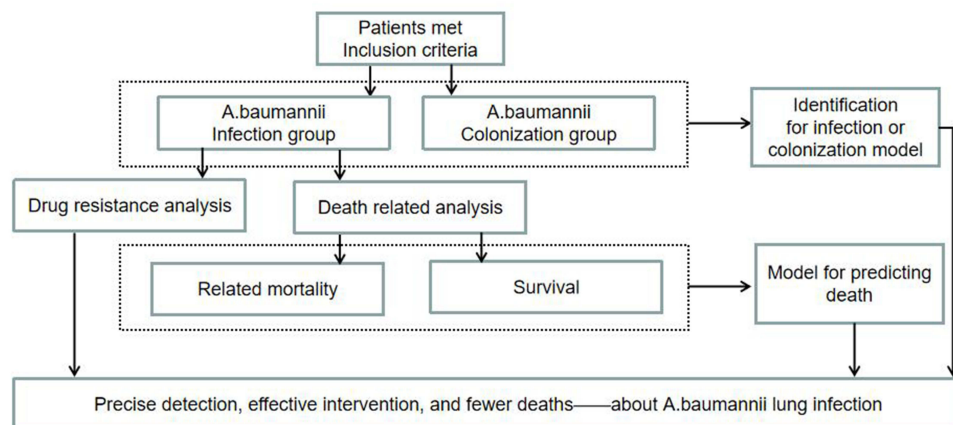 Patients met
Inclusion criteria
A.baumannii
Infection group
A.baumannii
Colonization group
Identification
for infection or
colonization model
Drug resistance analysis
Death related analysis
Related mortality
Survival
Model for predicting
death
Precise detection, effective intervention, and fewer deaths——about A.baumannii lung infection